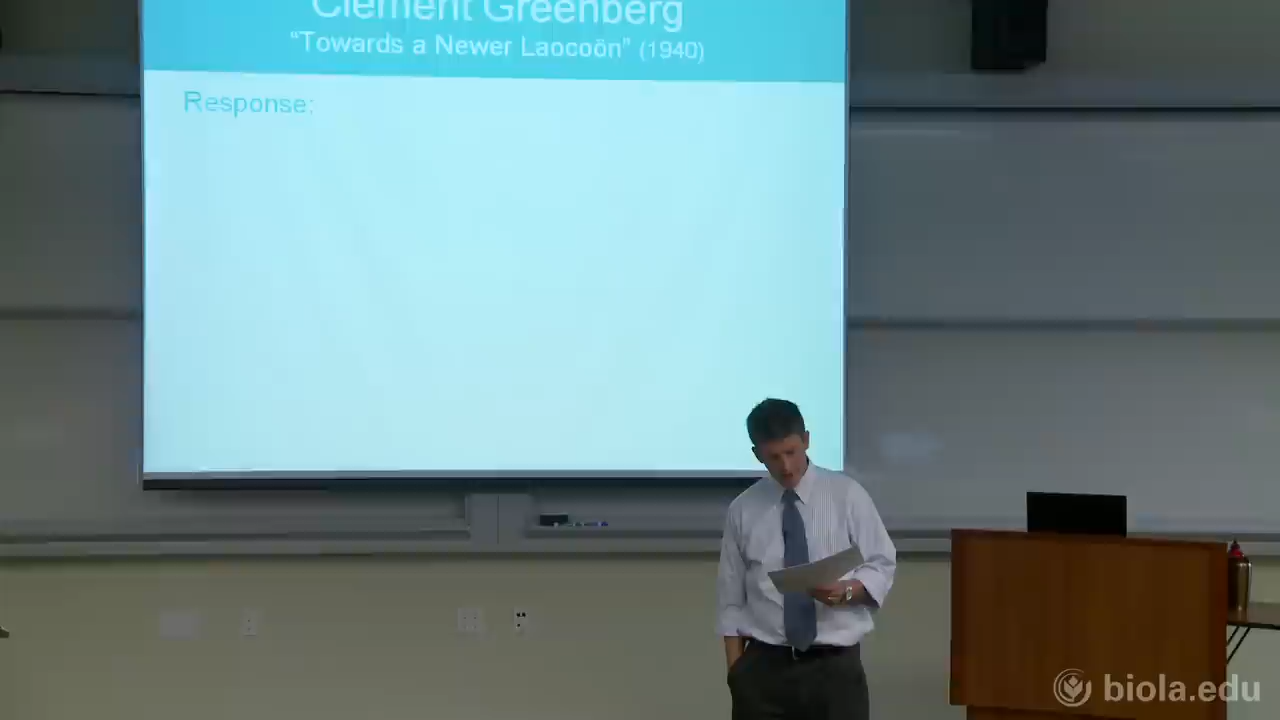 Clement Greenberg
“Towards a Newer Laocoön” (1940)
Response:
biola.edu